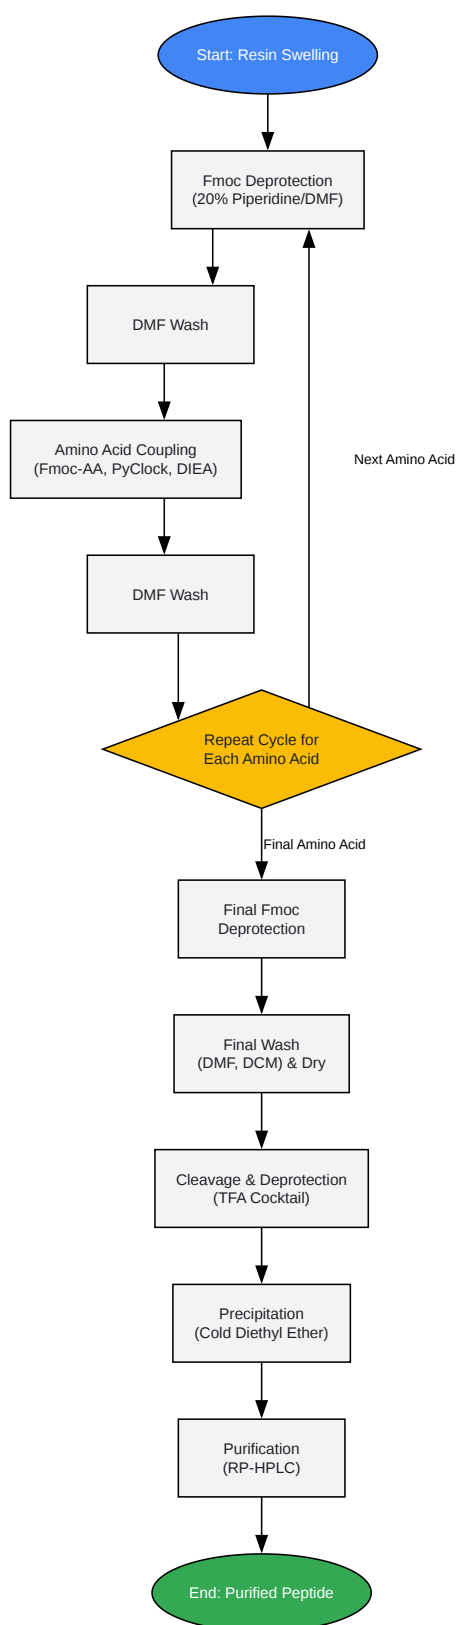 Start: Resin Swelling
Fmoc Deprotection
(20% Piperidine/DMF)
DMF Wash
Amino Acid Coupling
(Fmoc-AA, PyClock, DIEA)
Next Amino Acid
DMF Wash
Repeat Cycle for
Each Amino Acid
Final Amino Acid
Final Fmoc
Deprotection
Final Wash
(DMF, DCM) & Dry
Cleavage & Deprotection
(TFA Cocktail)
Precipitation
(Cold Diethyl Ether)
Purification
(RP-HPLC)
End: Purified Peptide